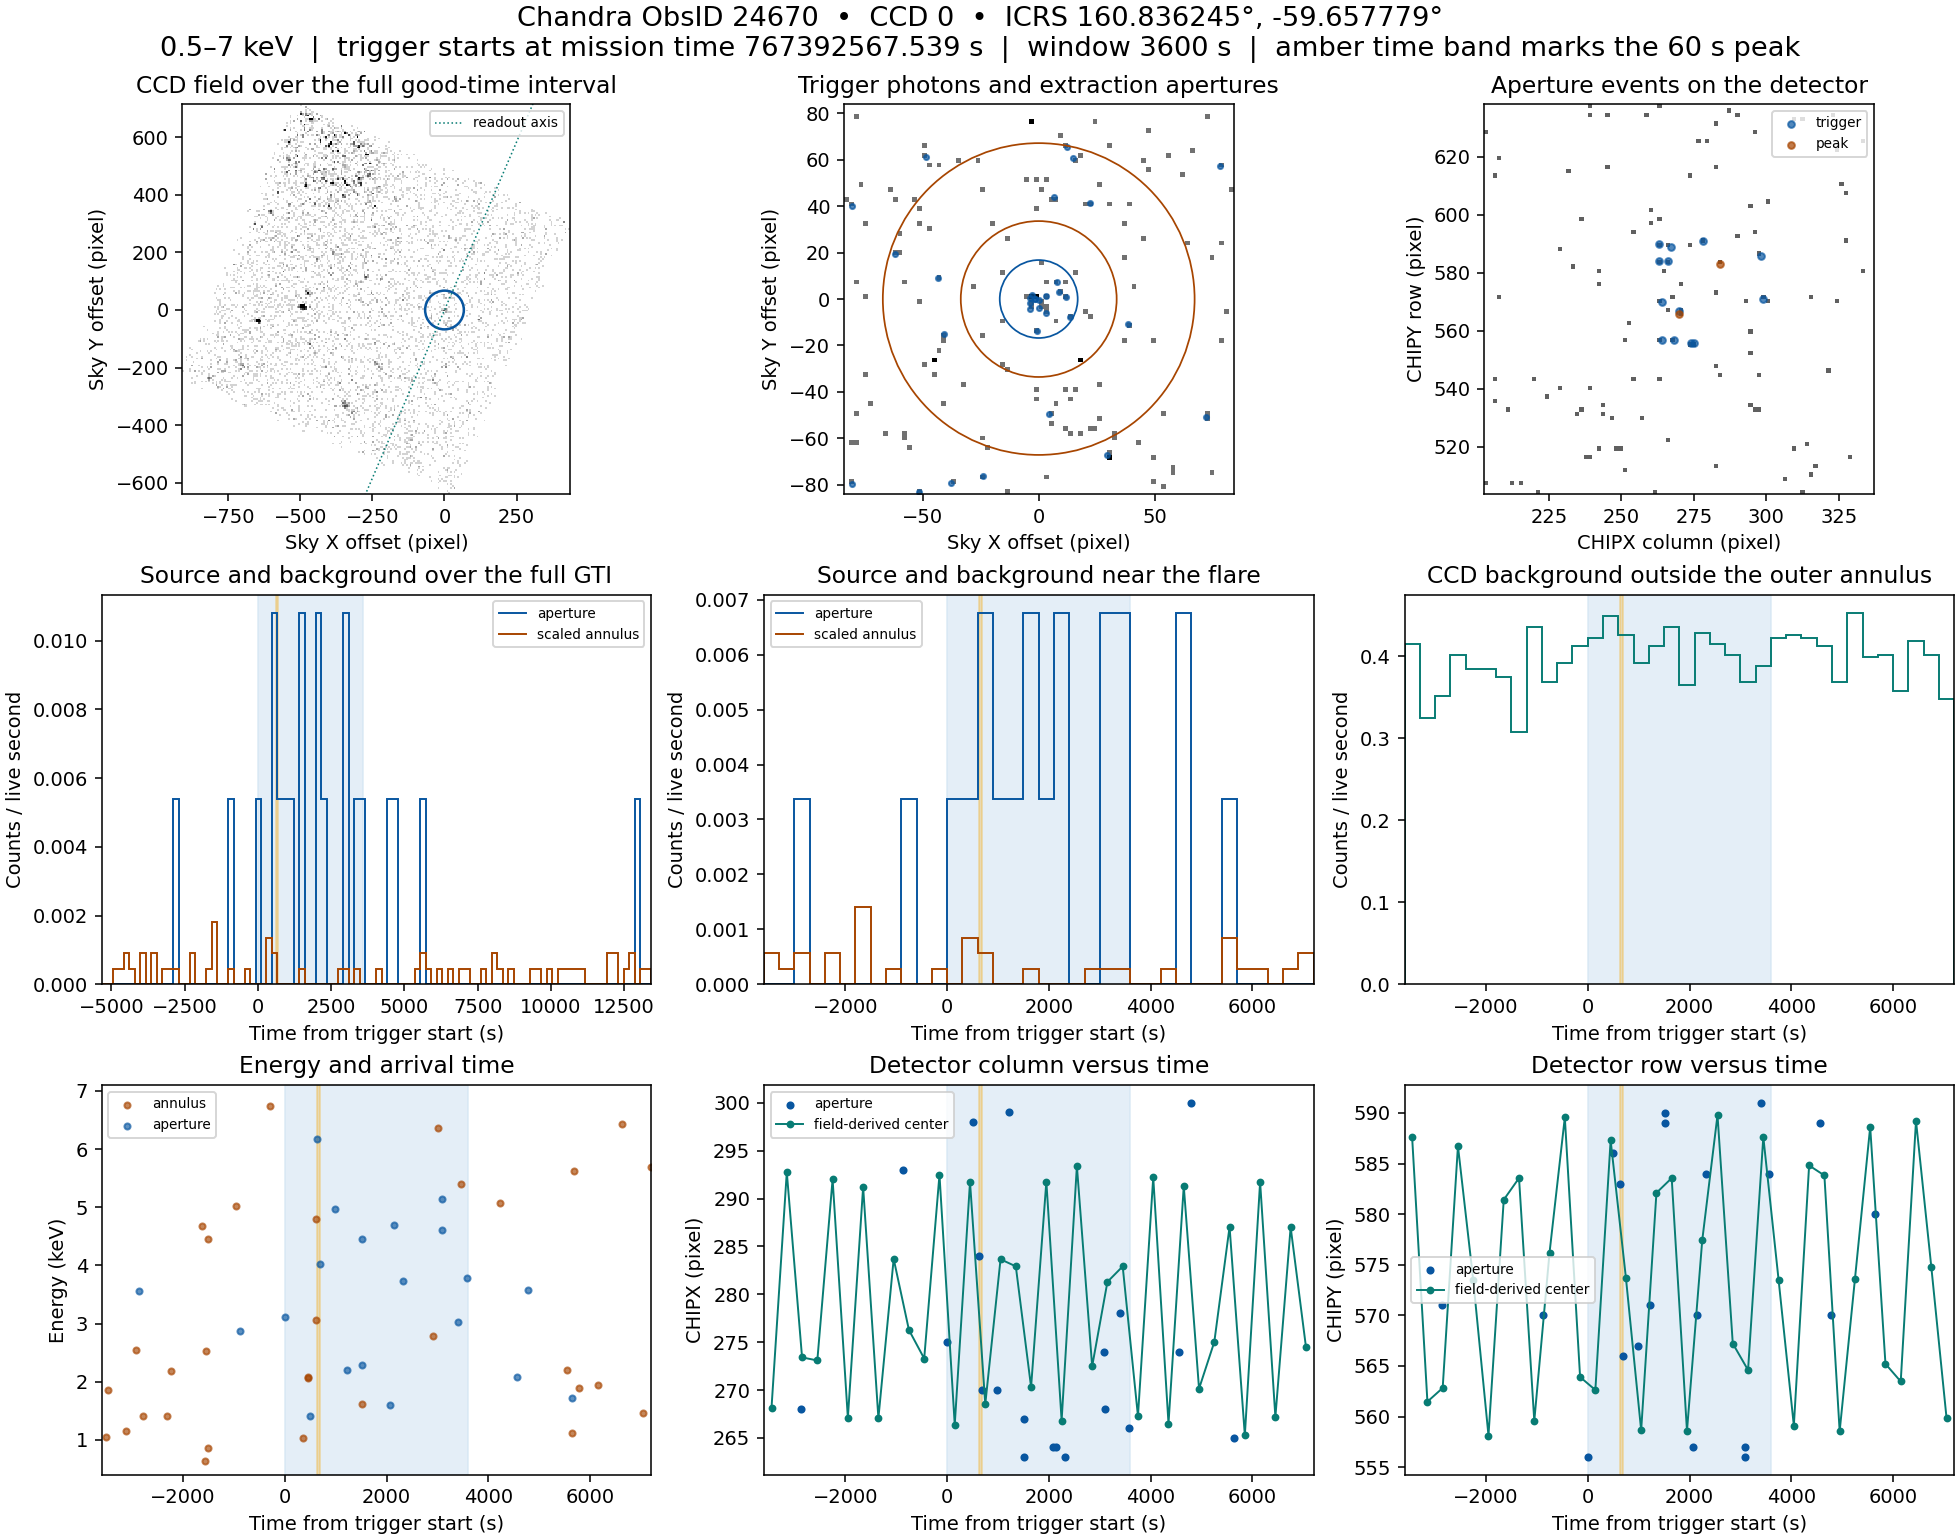 Chandra ObsID 24670 • CCD 0 • ICRS 160.836245°, -59.657779°
0.5–7 keV | trigger starts at mission time 767392567.539 s | window 3600 s | amber time band marks the 60 s peak
CCD field over the full good-time interval
readout axis
600
400
200
0
−200
−400
−600
−750 −500 −250 0 250
Sky Y offset (pixel)
Sky X offset (pixel)
Trigger photons and extraction apertures
80
60
40
20
0
−20
−40
−60
−80
−50 0 50
Sky Y offset (pixel)
Sky X offset (pixel)
Aperture events on the detector
trigger
peak
620
600
580
560
540
520
225 250 275 300 325
CHIPY row (pixel)
CHIPX column (pixel)
Source and background over the full GTI
aperture
scaled annulus
0.010
0.008
0.006
0.004
0.002
0.000
−5000 −2500 0 2500 5000 7500 10000 12500
Counts / live second
Time from trigger start (s)
Source and background near the flare
aperture
scaled annulus
0.007
0.006
0.005
0.004
0.003
0.002
0.001
0.000
−2000 0 2000 4000 6000
Counts / live second
Time from trigger start (s)
CCD background outside the outer annulus
0.4
0.3
0.2
0.1
0.0
−2000 0 2000 4000 6000
Counts / live second
Time from trigger start (s)
Energy and arrival time
annulus
aperture
7
6
5
4
3
2
1
−2000 0 2000 4000 6000
Energy (keV)
Time from trigger start (s)
Detector column versus time
aperture
field-derived center
300
295
290
285
280
275
270
265
−2000 0 2000 4000 6000
CHIPX (pixel)
Time from trigger start (s)
Detector row versus time
aperture
field-derived center
590
585
580
575
570
565
560
555
−2000 0 2000 4000 6000
CHIPY (pixel)
Time from trigger start (s)